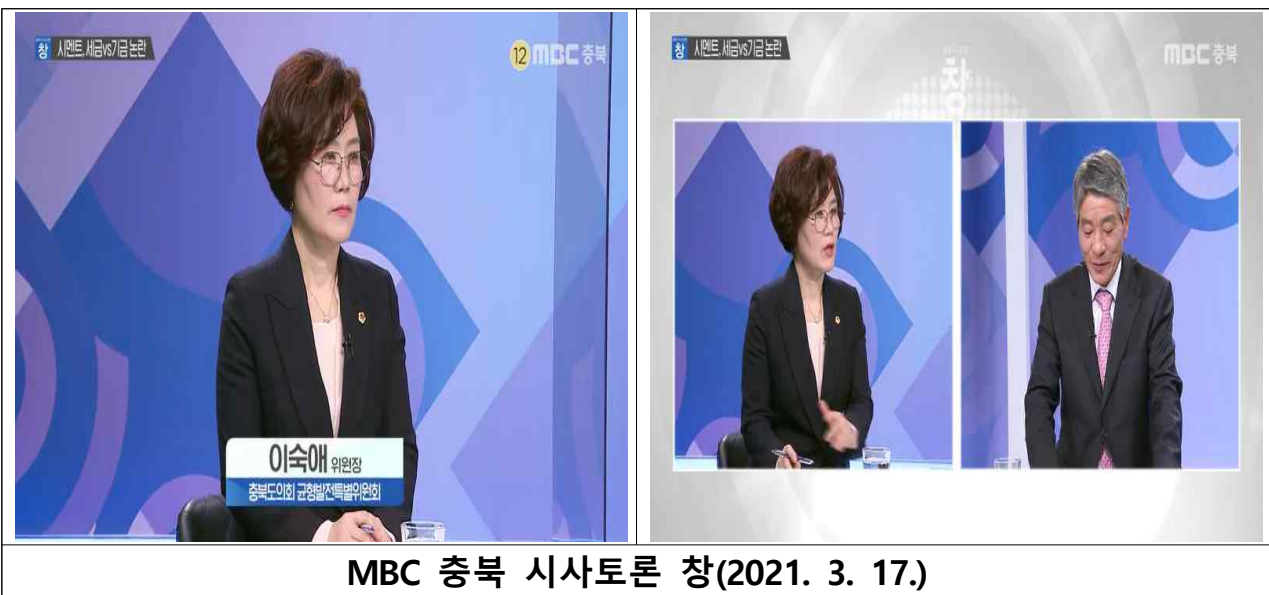 창 시멘트, 세금vs기금 논란
12 MBC 충북
이숙애 위원장
충북도의회 균형발전특별위원회
창 시멘트, 세금vs기금 논란
MBC 충북
창
MBC 충북 시사토론 창(2021. 3. 17.)